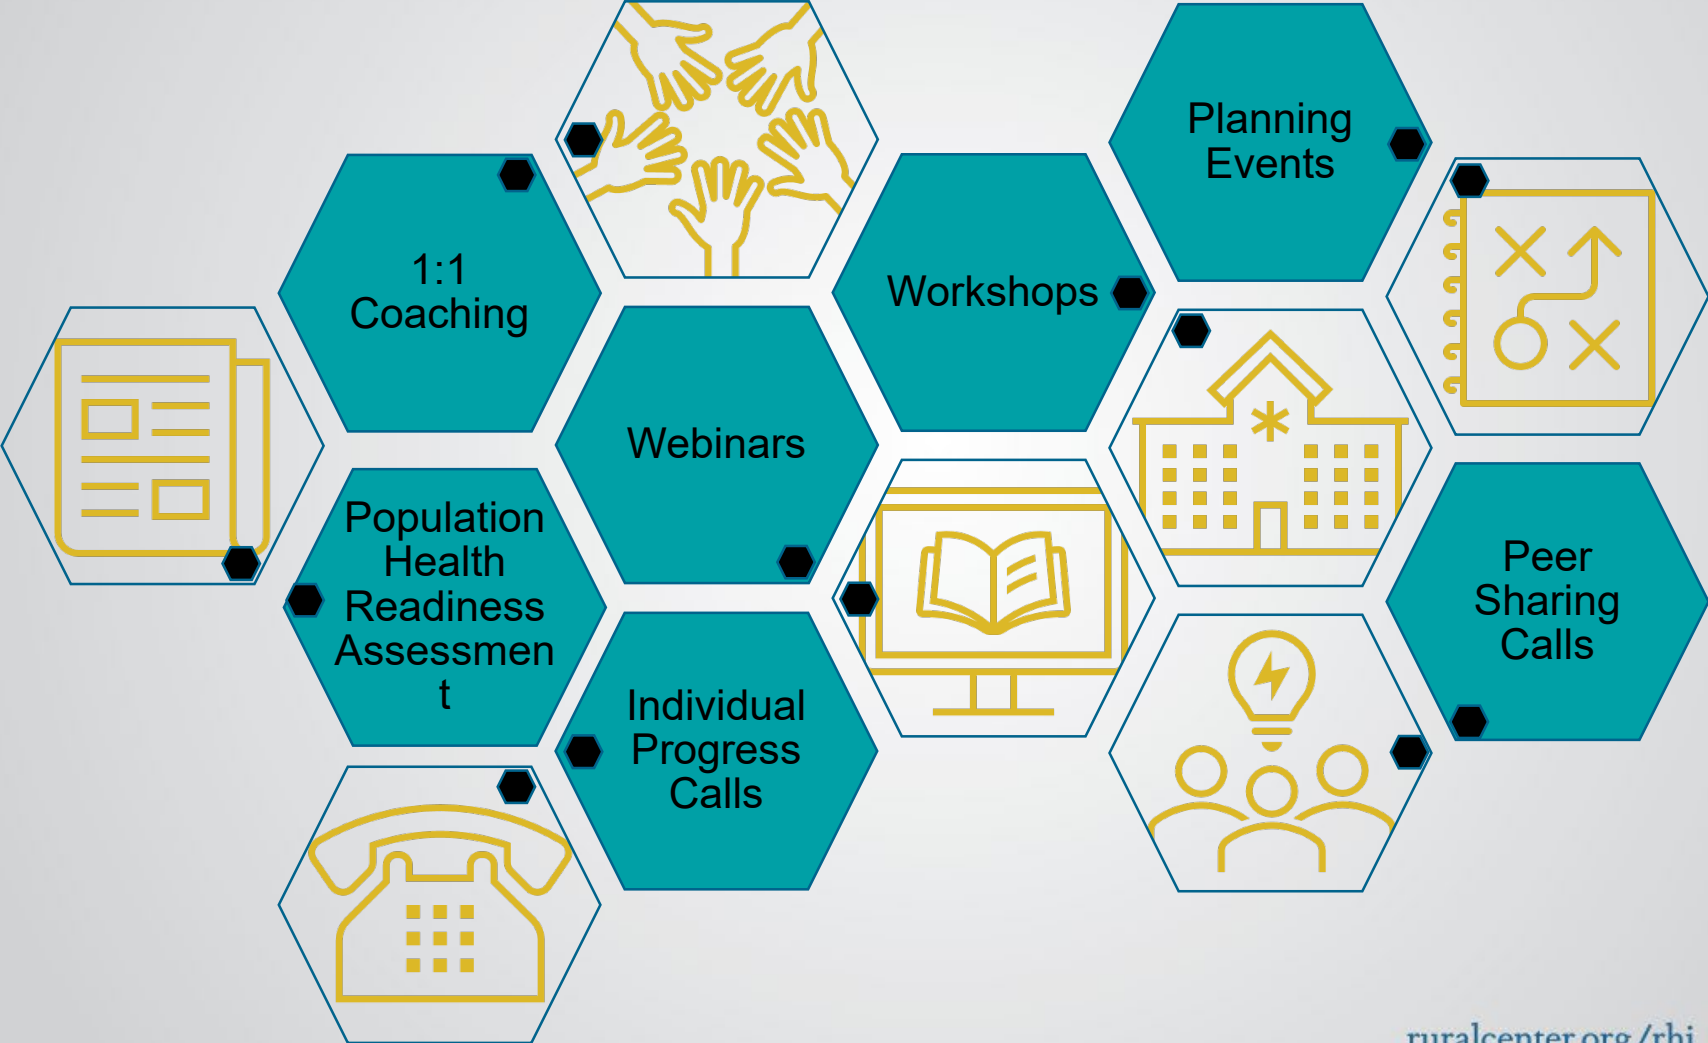 Planning
Events
1:1
Coaching
Workshops
Webinars
Population
Health
Readiness
Assessmen
t
Peer
Sharing
Calls
Individual
Progress
Calls
ruralcenter.org/rhi